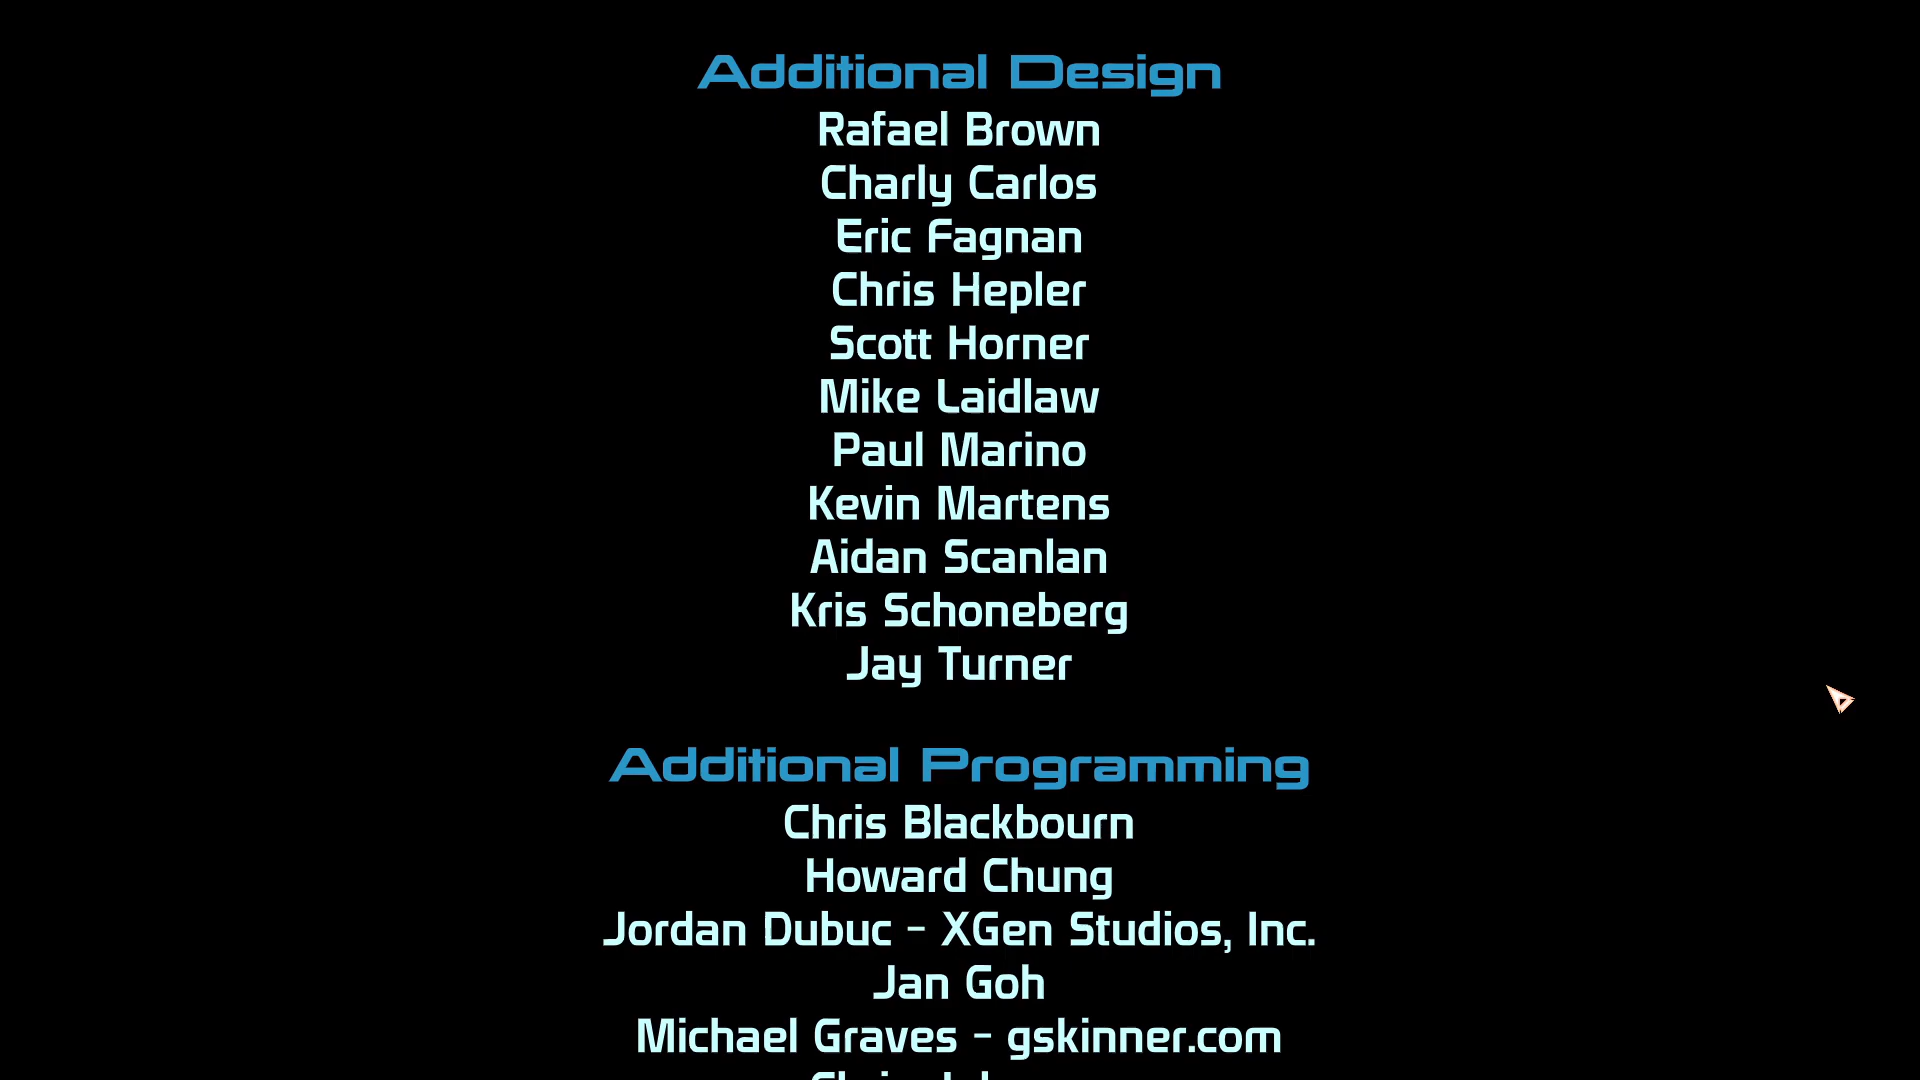 Additional Design
Rafael Brown
Charly Carlos
Eric Fagnan
Chris Hepler
Scott Horner
Mike Laidlaw
Paul Marino
Kevin Martens
Aidan Scanlan
Kris Schoneberg
Jay Turner
Additional Programming
Chris Blackbourn
Howard Chung
Jordan Dubuc - XGen Studios, Inc.
Jan Goh
Michael Graves - gskinner.com